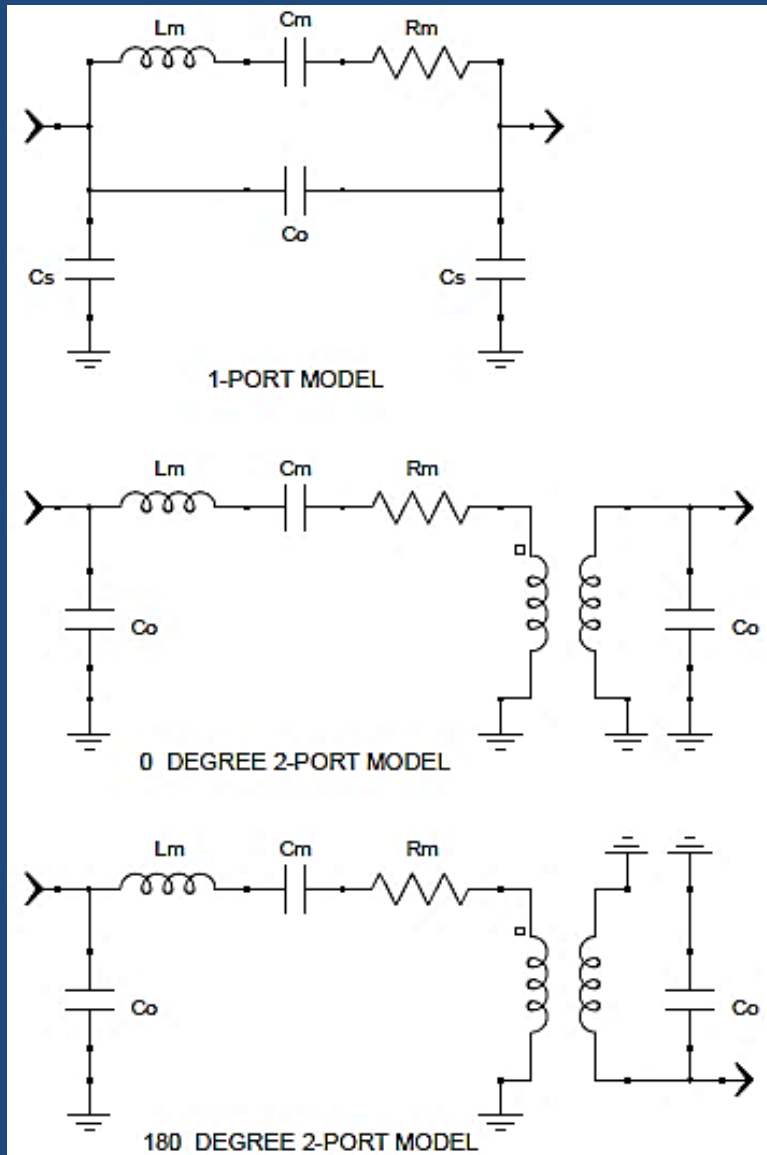 Lm
Cm
Rm
Co
Cs
Cs
1-PORT MODEL
Lm
Cm
Rm
Co
Co
0 DEGREE 2-PORT MODEL
Lm
Cm
Rm
Co
Co
180 DEGREE 2-PORT MODEL